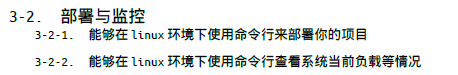 3-2. 部署与监控
3-2-1. 能够在 linux 环境下使用命令行来部署你的项目
3-2-2. 能够在 linux 环境下使用命令行查看系统当前负载等情况